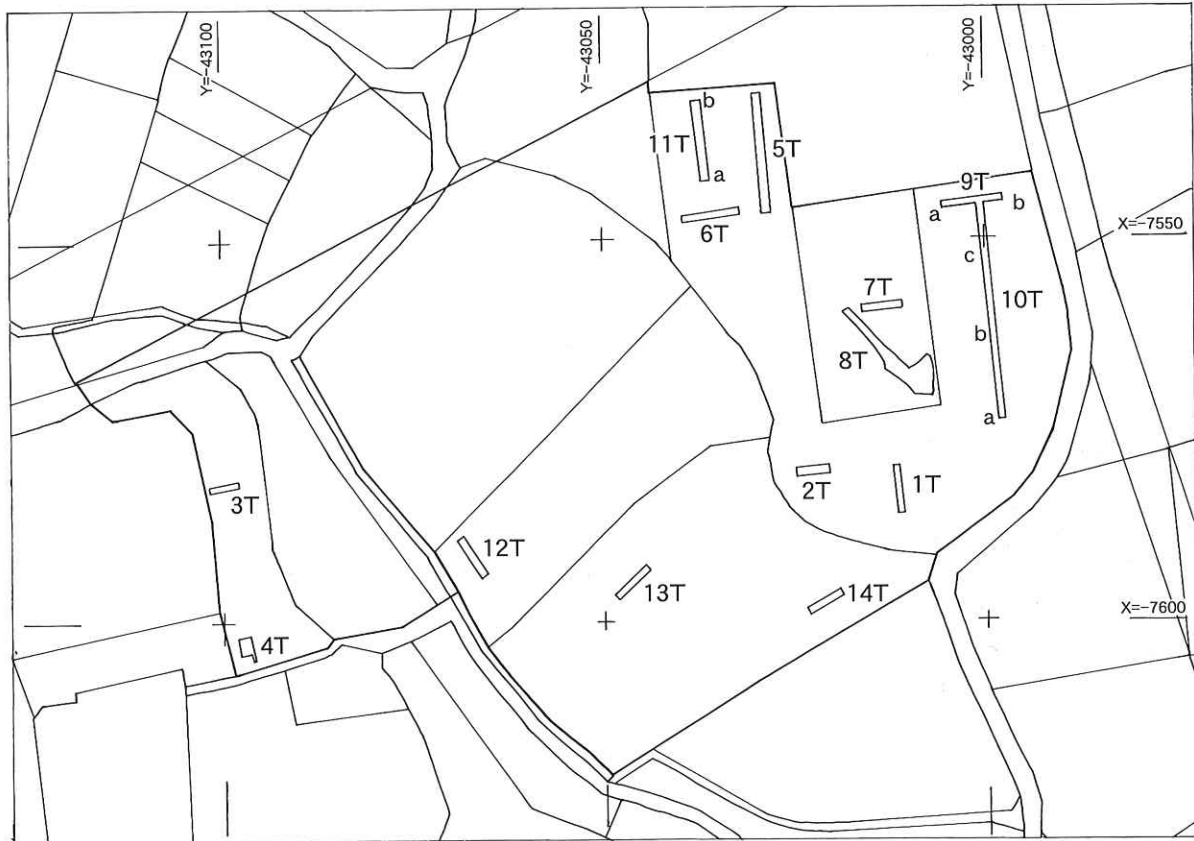 Y=-43100
Y=-43050
Y=-43000
b
11T
5T
a
6T
9T
a
b
X=-7550
c
7T
10T
b
8T
a
2T
1T
3T
12T
13T
14T
X=-7600
4T